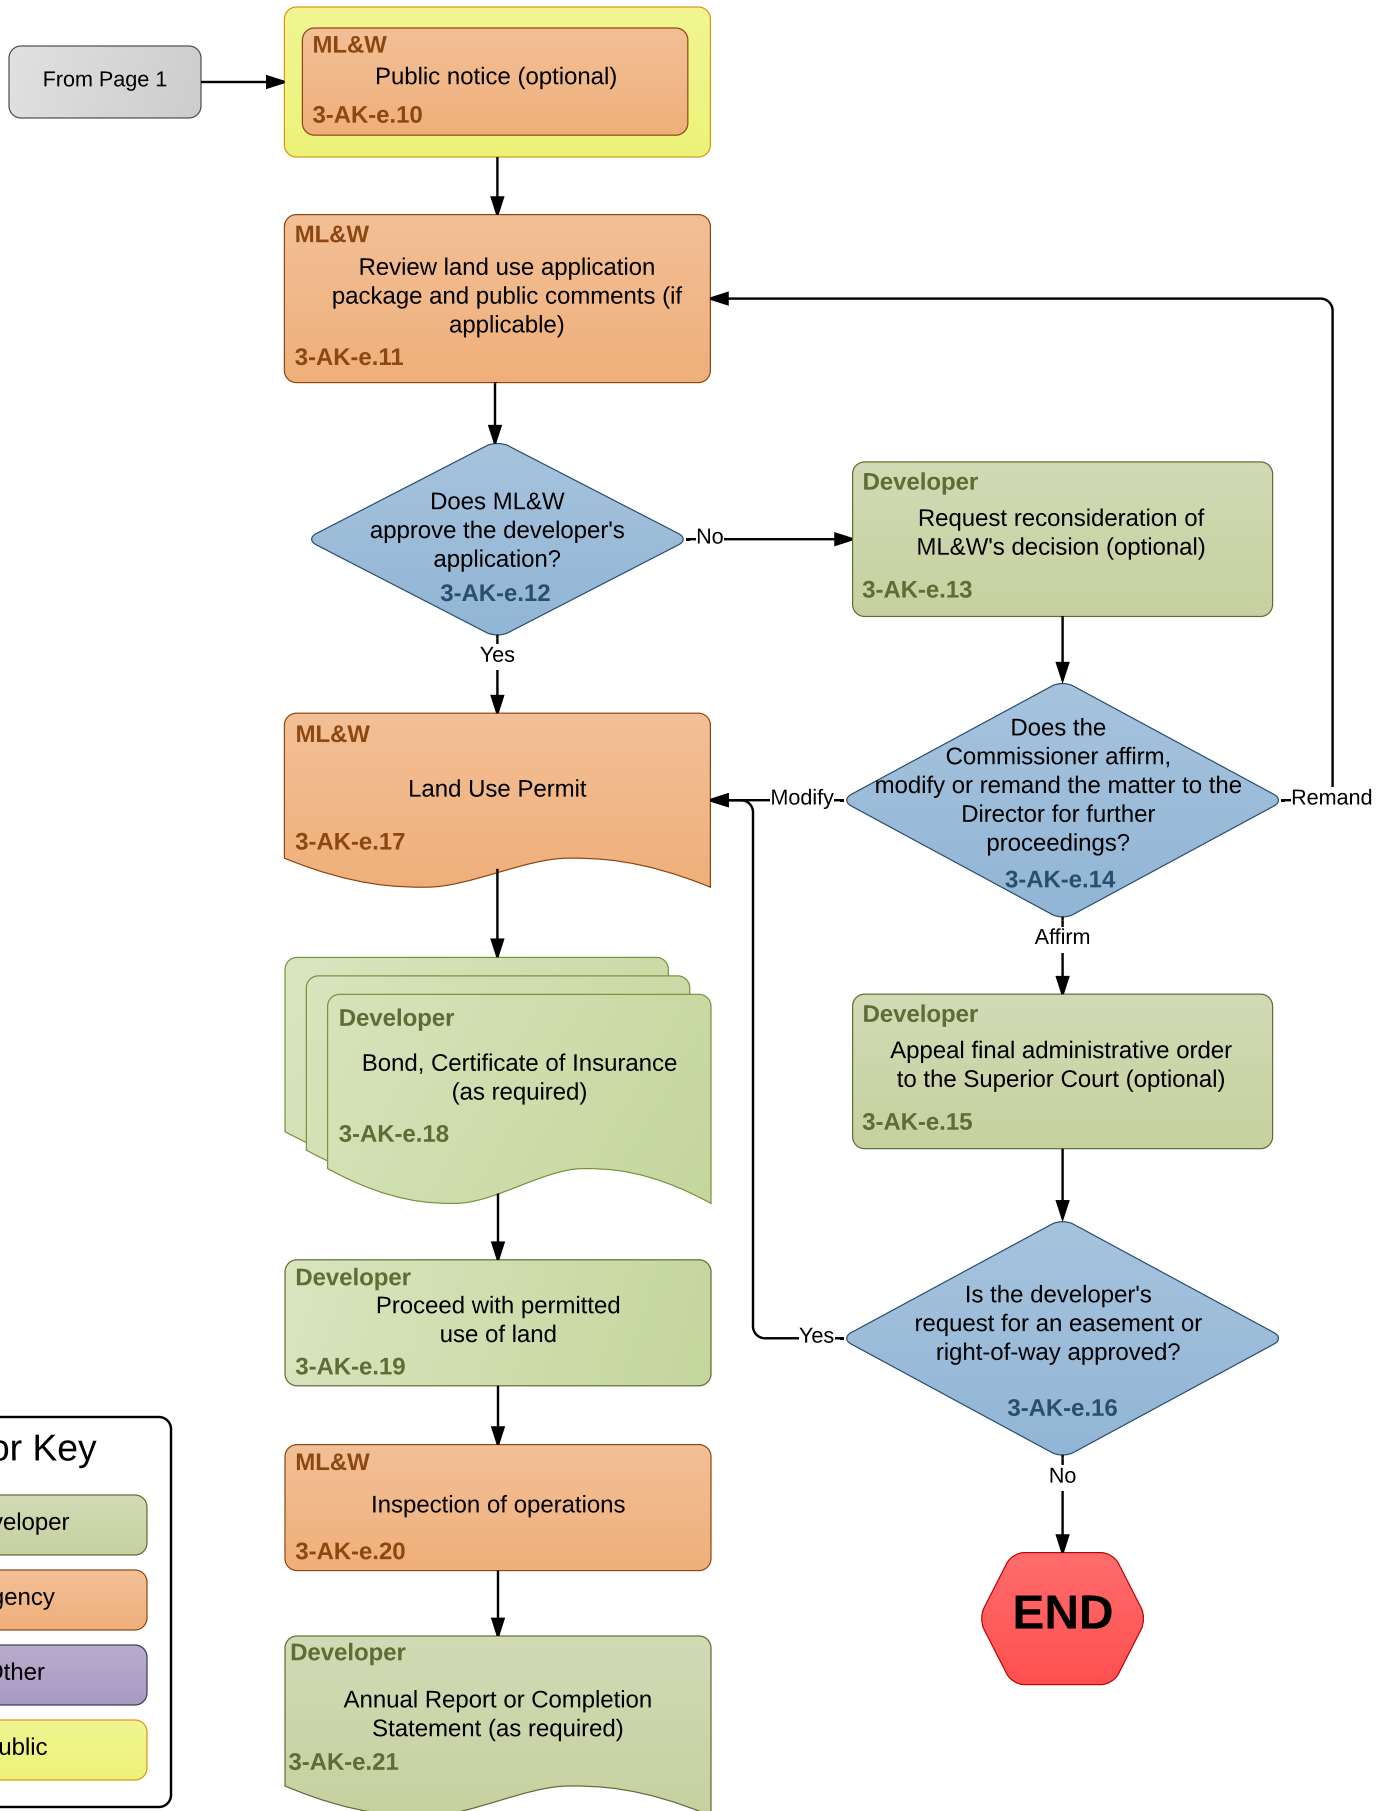 From Page 1
ML&W
Public notice (optional)
3-AK-e.10
ML&W
Review land use application
package and public comments (if
applicable)
3-AK-e.11
Does ML&W
approve the developer's
application?
3-AK-e.12
No
Yes
Developer
Request reconsideration of
ML&W's decision (optional)
3-AK-e.13
Does the
Commissioner affirm,
modify or remand the matter to the
Director for further
proceedings?
3-AK-e.14
Modify
Remand
Affirm
ML&W
Land Use Permit
3-AK-e.17
Developer
Bond, Certificate of Insurance
(as required)
3-AK-e.18
Developer
Appeal final administrative order
to the Superior Court (optional)
3-AK-e.15
Developer
Proceed with permitted
use of land
3-AK-e.19
Is the developer's
request for an easement or
right-of-way approved?
3-AK-e.16
Yes
No
END
ML&W
Inspection of operations
3-AK-e.20
Developer
Annual Report or Completion
Statement (as required)
3-AK-e.21
or Key
veloper
gency
Other
ublic